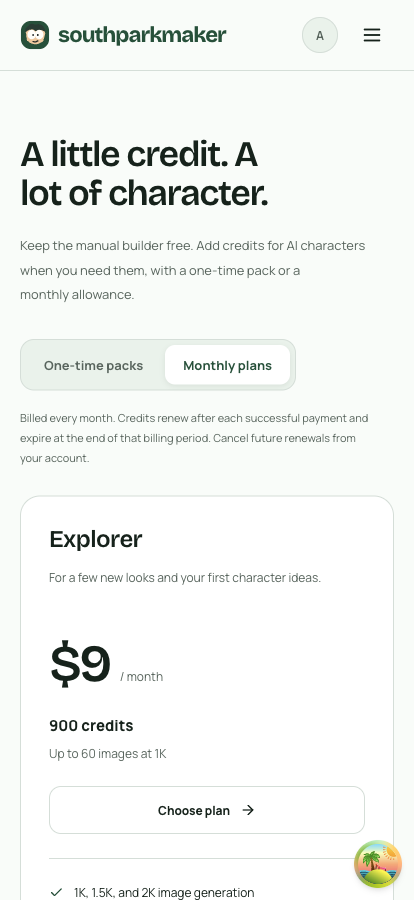 southparkmaker
A
A little credit. A
lot of character.
Keep the manual builder free. Add credits for AI characters
when you need them, with a one-time pack or a
monthly allowance.
One-time packs
Monthly plans
Billed every month. Credits renew after each successful payment and
expire at the end of that billing period. Cancel future renewals from
your account.
Explorer
For a few new looks and your first character ideas.
$9 / month
900 credits
Up to 60 images at 1K
Choose plan →
1K, 1.5K, and 2K image generation